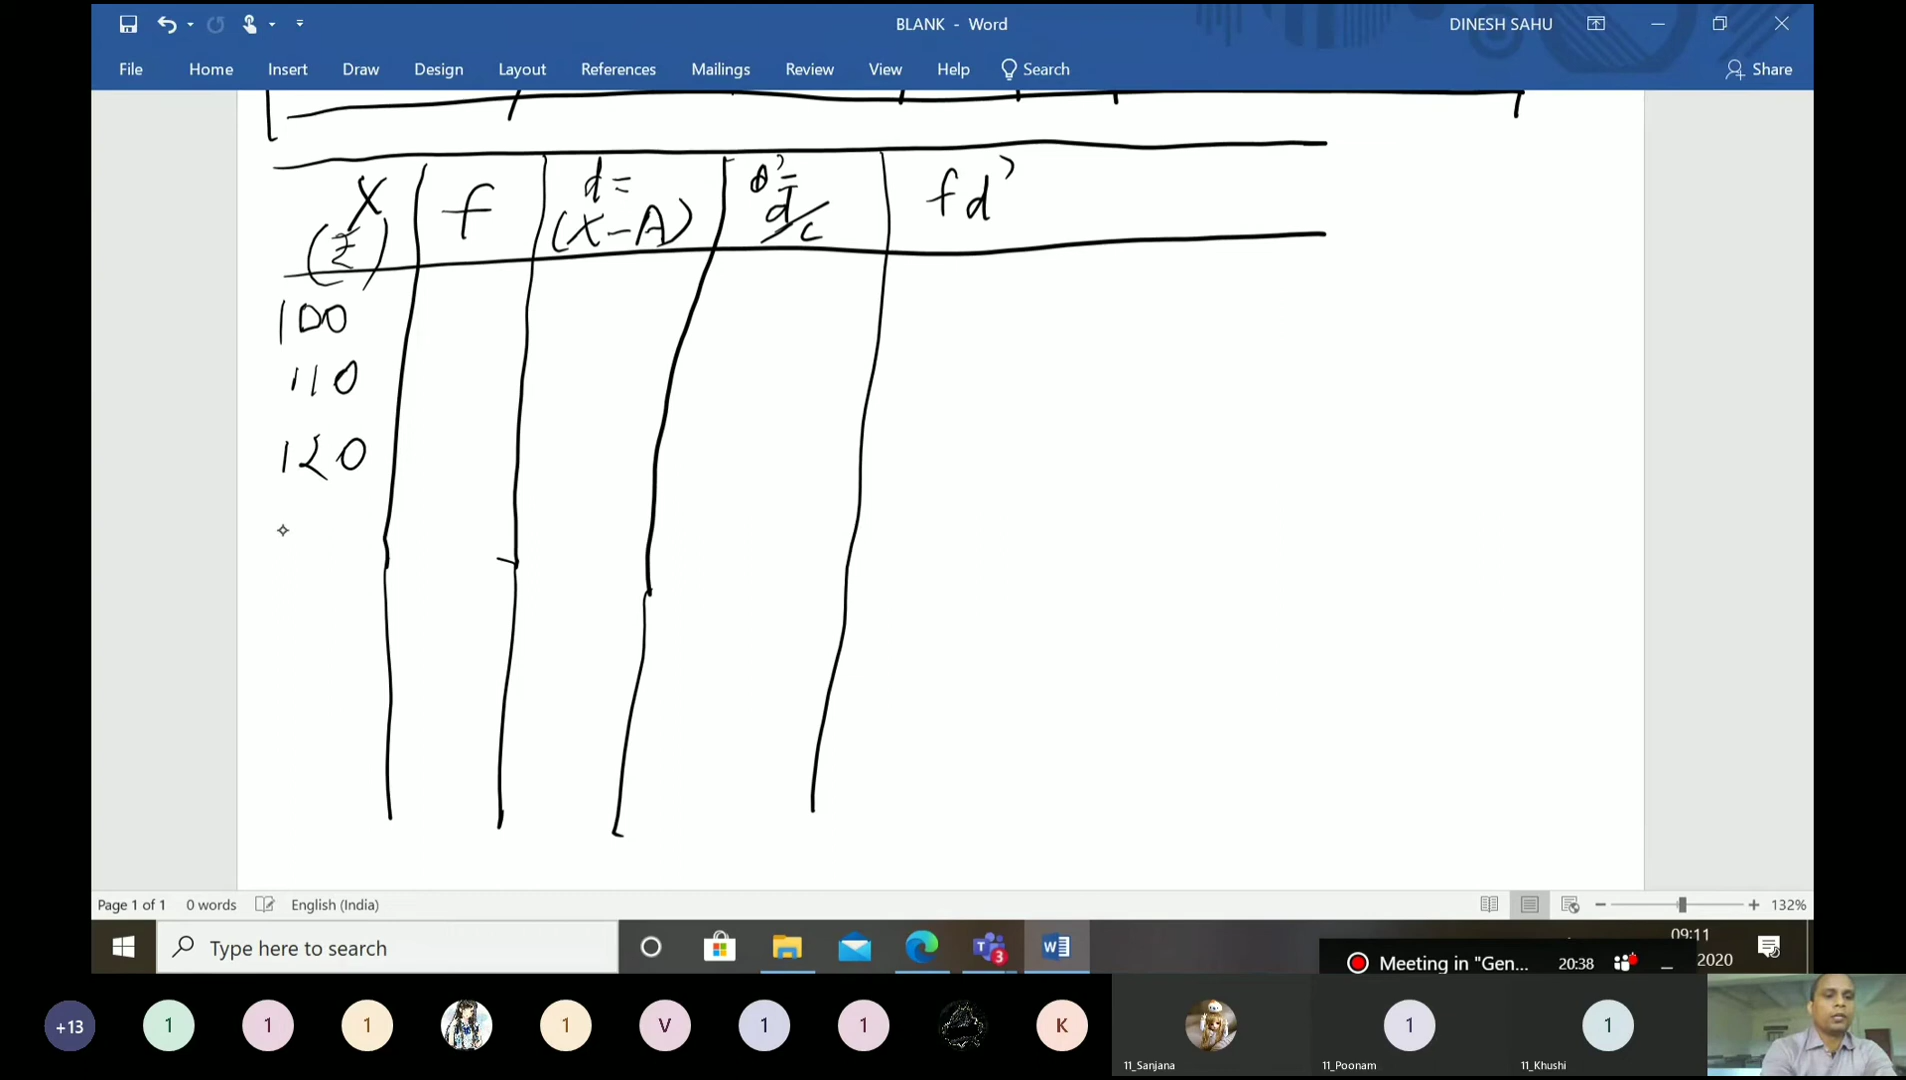 BLANK - Word
DINESH SAHU
File Home Insert Draw Design Layout References Mailings Review View Help Search Share
X
(₹)
f
d=
(X-A)
d'=
d/c
fd'
100
110
120
Page 1 of 1 0 words English (India) 132%
Type here to search
3
09:11
2020
Meeting in "Gen... 20:38
+13 1 1 1 1 V 1 1 K 1 1
11_Sanjana 11_Poonam 11_Khushi